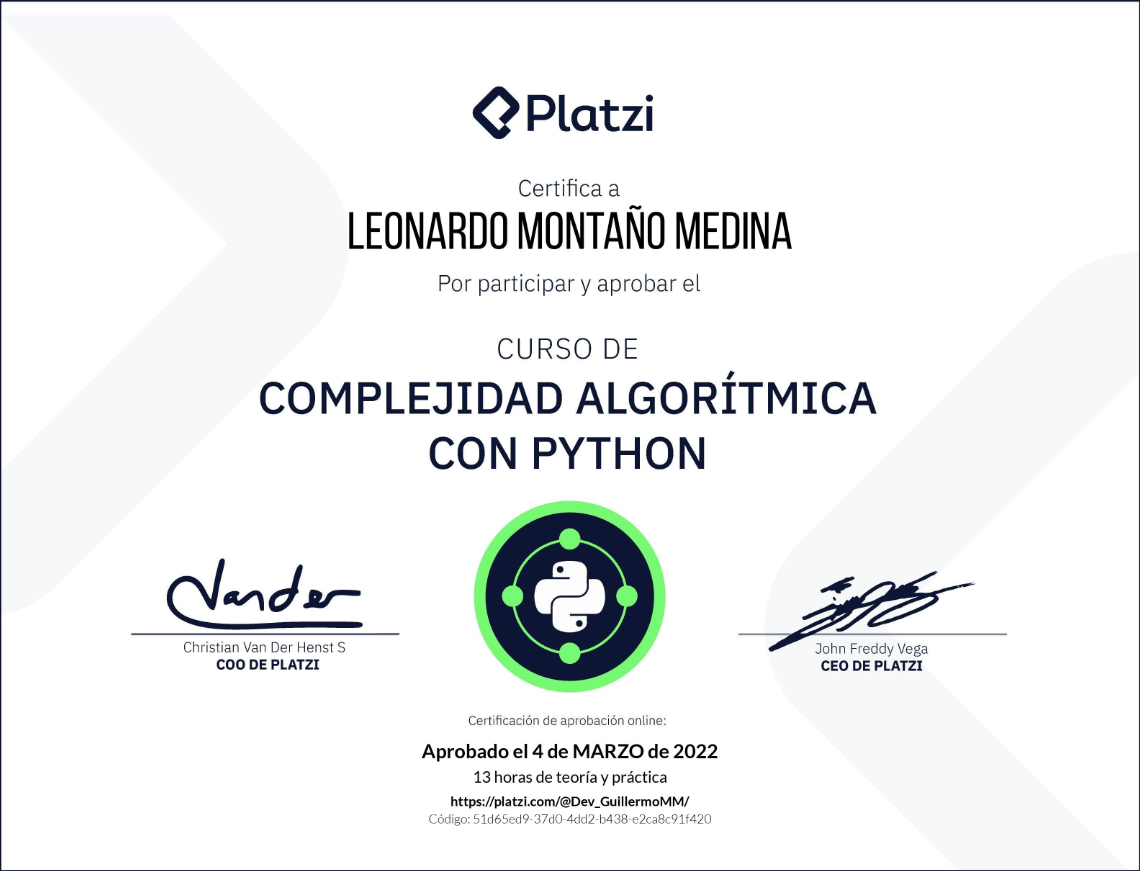 Platzi
Certifica a
LEONARDO MONTAÑO MEDINA
Por participar y aprobar el
CURSO DE
COMPLEJIDAD ALGORÍTMICA
CON PYTHON
Vander
Christian Van Der Henst S
COO DE PLATZI
John Freddy Vega
CEO DE PLATZI
Certificación de aprobación online:
Aprobado el 4 de MARZO de 2022
13 horas de teoría y práctica
https://platzi.com/@Dev_GuillermoMM/
Código: 51d65ed9-37d0-4dd2-b438-e2ca8c91f420